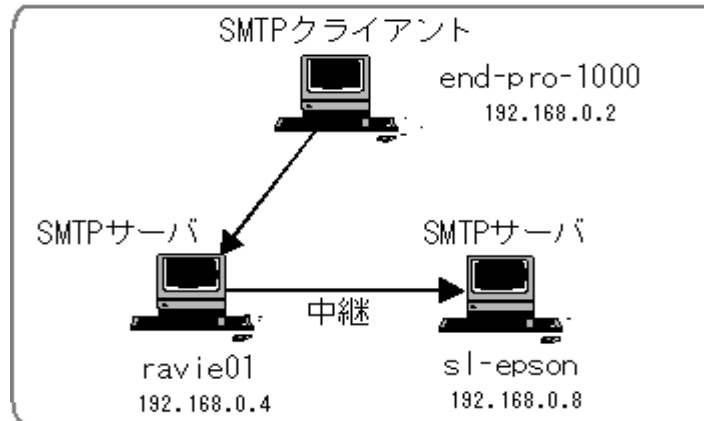 SMTPクライアント
end-pro-1000
192.168.0.2
SMTPサーバ
SMTPサーバ
中継
ravie01
sl-epson
192.168.0.4
192.168.0.8